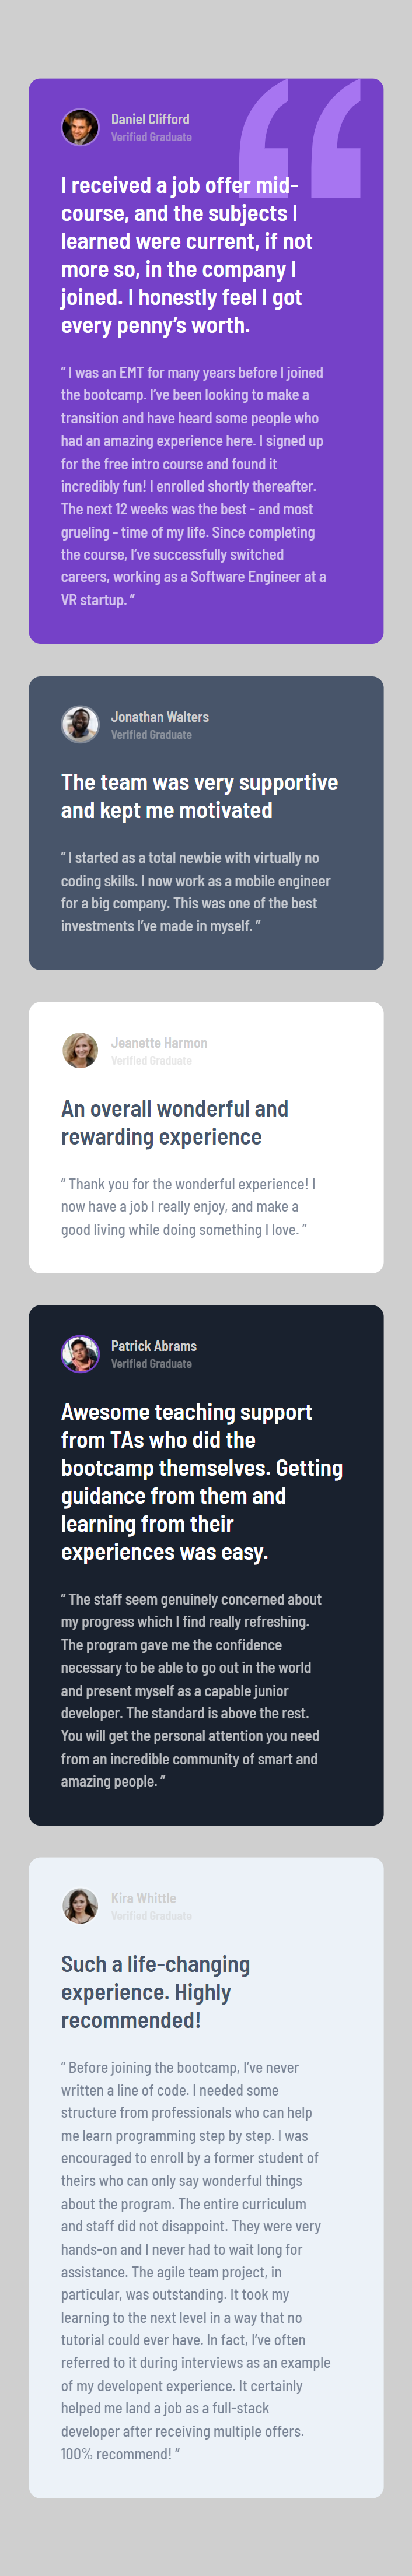 Daniel Clifford
Verified Graduate
I received a job offer mid-
course, and the subjects I
learned were current, if not
more so, in the company I
joined. I honestly feel I got
every penny’s worth.
“ I was an EMT for many years before I joined
the bootcamp. I’ve been looking to make a
transition and have heard some people who
had an amazing experience here. I signed up
for the free intro course and found it
incredibly fun! I enrolled shortly thereafter.
The next 12 weeks was the best - and most
grueling - time of my life. Since completing
the course, I’ve successfully switched
careers, working as a Software Engineer at a
VR startup. ”
Jonathan Walters
Verified Graduate
The team was very supportive
and kept me motivated
“ I started as a total newbie with virtually no
coding skills. I now work as a mobile engineer
for a big company. This was one of the best
investments I’ve made in myself. ”
Jeanette Harmon
Verified Graduate
An overall wonderful and
rewarding experience
“ Thank you for the wonderful experience! I
now have a job I really enjoy, and make a
good living while doing something I love. ”
Patrick Abrams
Verified Graduate
Awesome teaching support
from TAs who did the
bootcamp themselves. Getting
guidance from them and
learning from their
experiences was easy.
“ The staff seem genuinely concerned about
my progress which I find really refreshing.
The program gave me the confidence
necessary to be able to go out in the world
and present myself as a capable junior
developer. The standard is above the rest.
You will get the personal attention you need
from an incredible community of smart and
amazing people. ”
Kira Whittle
Verified Graduate
Such a life-changing
experience. Highly
recommended!
“ Before joining the bootcamp, I’ve never
written a line of code. I needed some
structure from professionals who can help
me learn programming step by step. I was
encouraged to enroll by a former student of
theirs who can only say wonderful things
about the program. The entire curriculum
and staff did not disappoint. They were very
hands-on and I never had to wait long for
assistance. The agile team project, in
particular, was outstanding. It took my
learning to the next level in a way that no
tutorial could ever have. In fact, I’ve often
referred to it during interviews as an example
of my developent experience. It certainly
helped me land a job as a full-stack
developer after receiving multiple offers.
100% recommend! ”